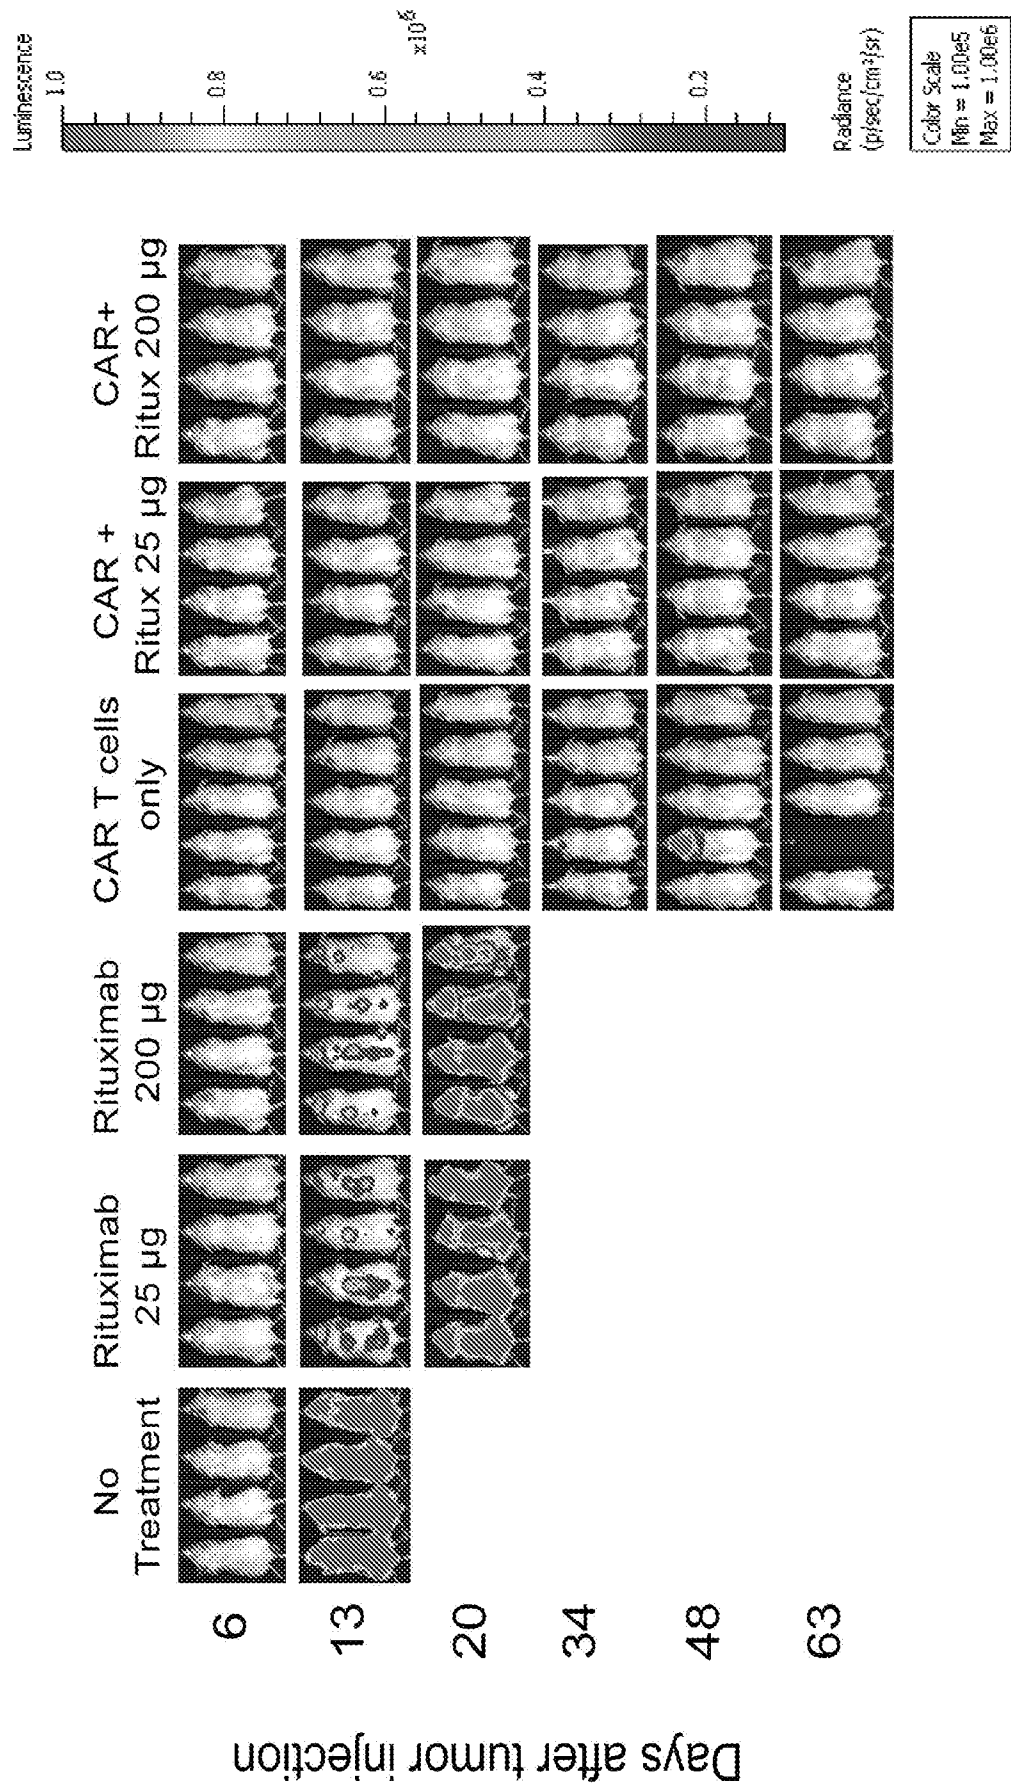 No
Treatment
Rituximab
25 µg
Rituximab
200 µg
CAR T cells
only
CAR +
Ritux 25 µg
CAR+
Ritux 200 µg
Luminescence
1.0
0.8
0.6
x10⁶
0.4
0.2
Radiance
(p/sec/cm²/sr)
Color Scale
Min = 1.00e5
Max = 1.00e6
6
13
20
34
48
63
Days after tumor injection